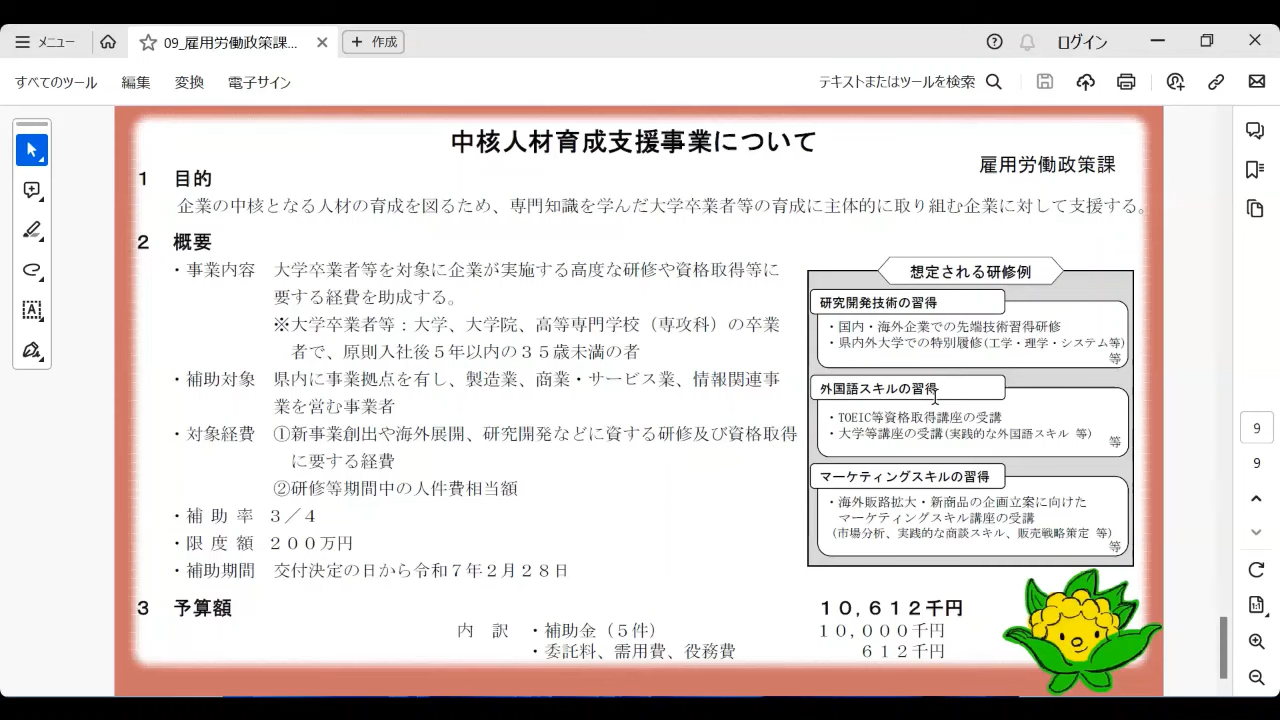 メニュー
09_雇用労働政策課...
作成
ログイン
すべてのツール
編集
変換
電子サイン
テキストまたはツールを検索
中核人材育成支援事業について
雇用労働政策課
1 目的
企業の中核となる人材の育成を図るため、専門知識を学んだ大学卒業者等の育成に主体的に取り組む企業に対して支援する。
2 概要
・事業内容 大学卒業者等を対象に企業が実施する高度な研修や資格取得等に
要する経費を助成する。
※大学卒業者等：大学、大学院、高等専門学校（専攻科）の卒業
者で、原則入社後５年以内の３５歳未満の者
・補助対象 県内に事業拠点を有し、製造業、商業・サービス業、情報関連事
業を営む事業者
・対象経費 ①新事業創出や海外展開、研究開発などに資する研修及び資格取得
に要する経費
②研修等期間中の人件費相当額
・補 助 率 ３／４
・限 度 額 ２００万円
・補助期間 交付決定の日から令和７年２月２８日
想定される研修例
研究開発技術の習得
・国内・海外企業での先端技術習得研修
・県内外大学での特別履修(工学・理学・システム等)
等
外国語スキルの習得
・TOEIC等資格取得講座の受講
・大学等講座の受講(実践的な外国語スキル 等)
等
マーケティングスキルの習得
・海外販路拡大・新商品の企画立案に向けた
マーケティングスキル講座の受講
(市場分析、実践的な商談スキル、販売戦略策定 等)
等
3 予算額 １０,６１２千円
内 訳 ・補助金（５件） １０,０００千円
・委託料、需用費、役務費 ６１２千円
9
9